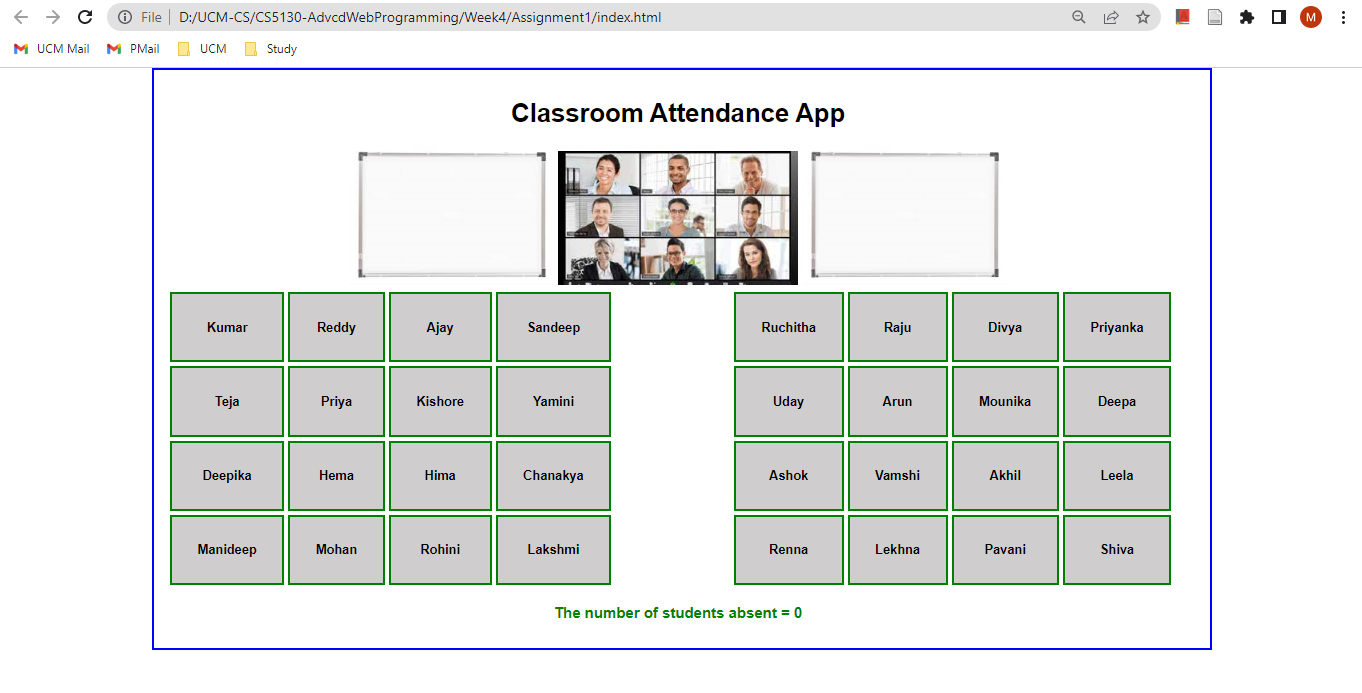 File | D:/UCM-CS/CS5130-AdvcdWebProgramming/Week4/Assignment1/index.html M
UCM Mail PMail UCM Study
Classroom Attendance App
Kumar Reddy Ajay Sandeep Ruchitha Raju Divya Priyanka
Teja Priya Kishore Yamini Uday Arun Mounika Deepa
Deepika Hema Hima Chanakya Ashok Vamshi Akhil Leela
Manideep Mohan Rohini Lakshmi Renna Lekhna Pavani Shiva
The number of students absent = 0